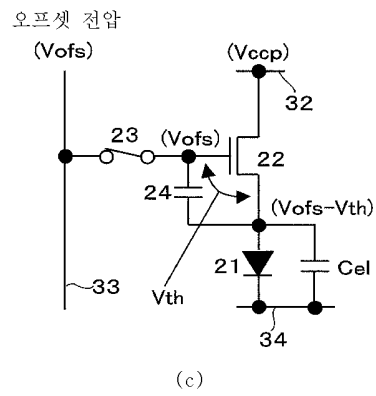 오프셋 전압
(Vofs)
(Vccp)
32
23
(Vofs)
22
24
(Vofs-Vth)
21
Cel
33
Vth
34
(c)